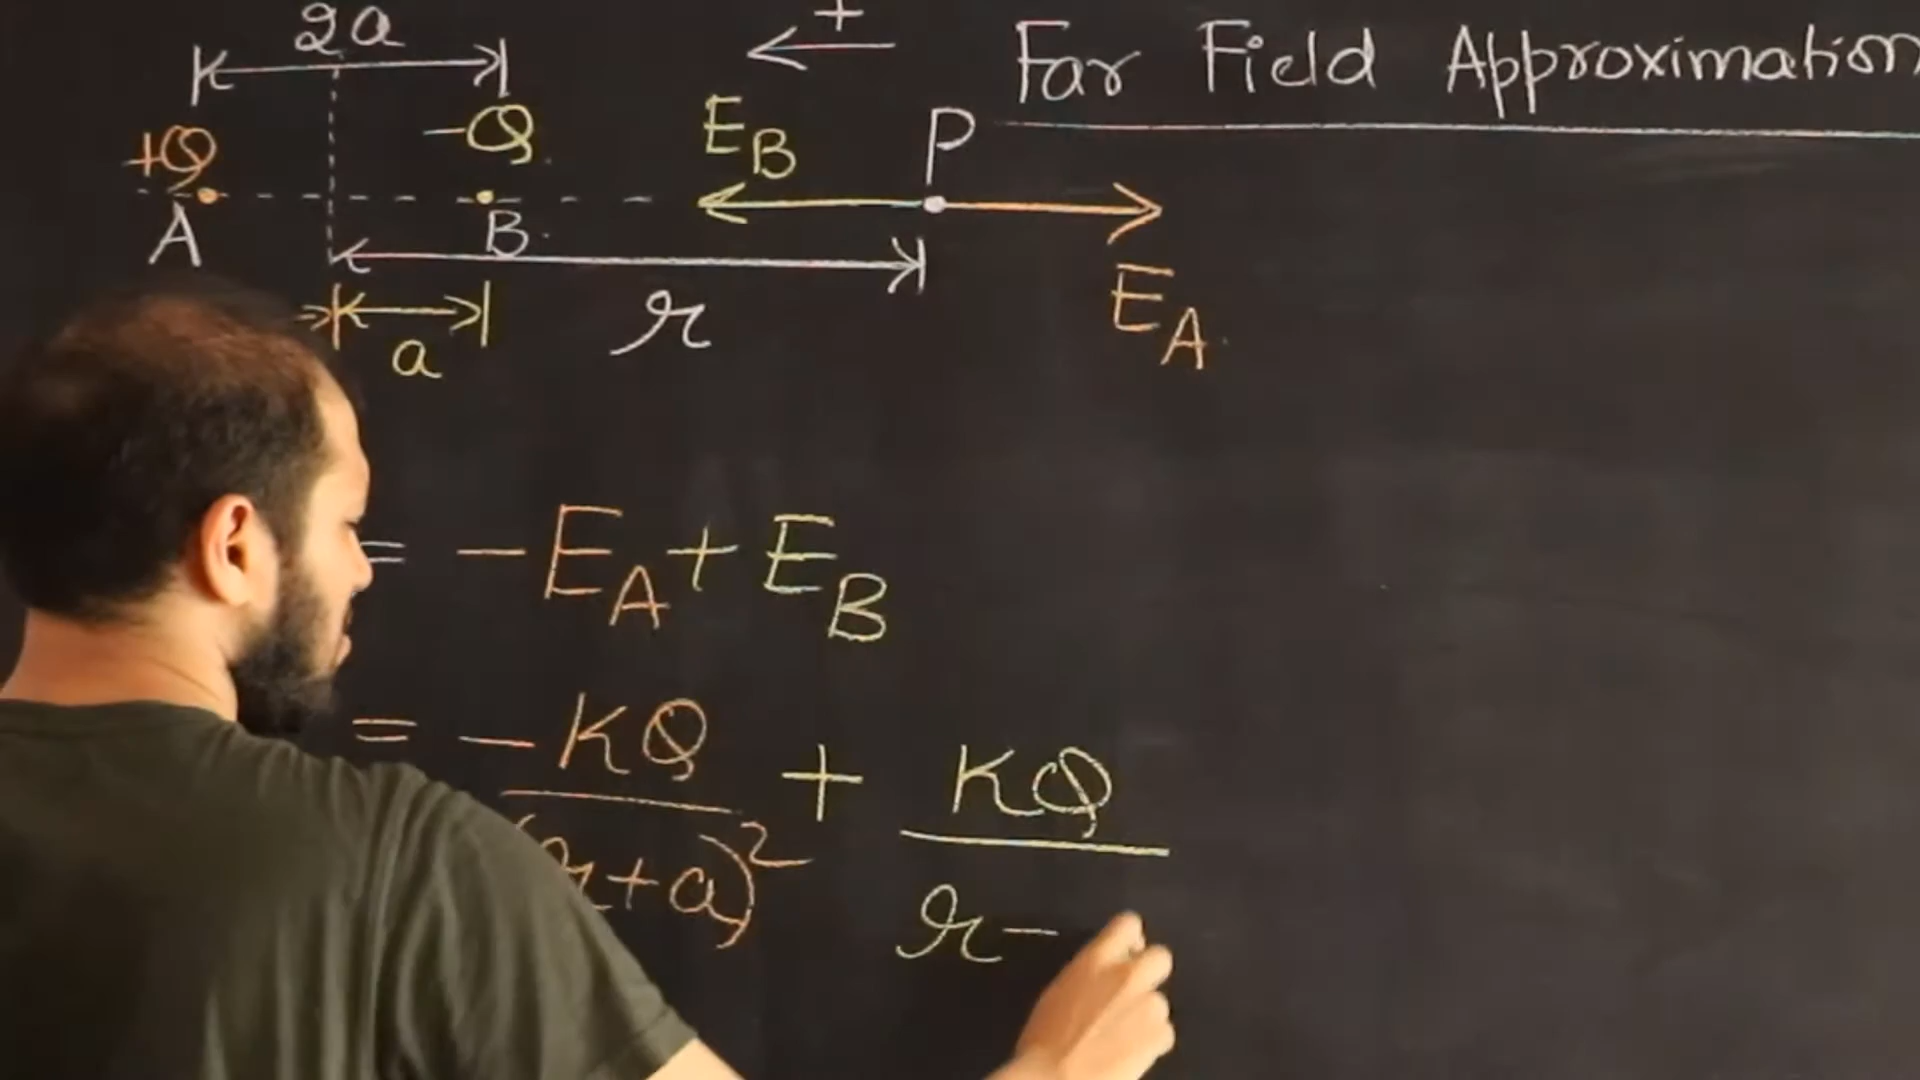 2a
+
Far Field Approximation
+Q
-Q
E_B
P
A
B
a
r
E_A
= -E_A + E_B
= -KQ/(r+a)² + KQ/r-